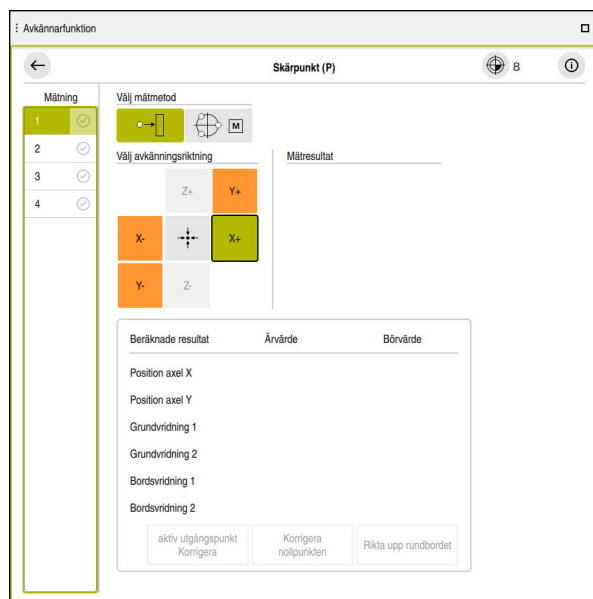 Avkännarfunktion
Skärpunkt (P)
8
Mätning
1
2
3
4
Välj mätmetod
M
Välj avkänningsriktning
Z+
Y+
X-
X+
Y-
Z-
Mätresultat
Beräknade resultat Ärvärde Börvärde
Position axel X
Position axel Y
Grundvridning 1
Grundvridning 2
Bordsvridning 1
Bordsvridning 2
aktiv utgångspunkt
Korrigera
Korrigera
nollpunkten
Rikta upp rundbordet